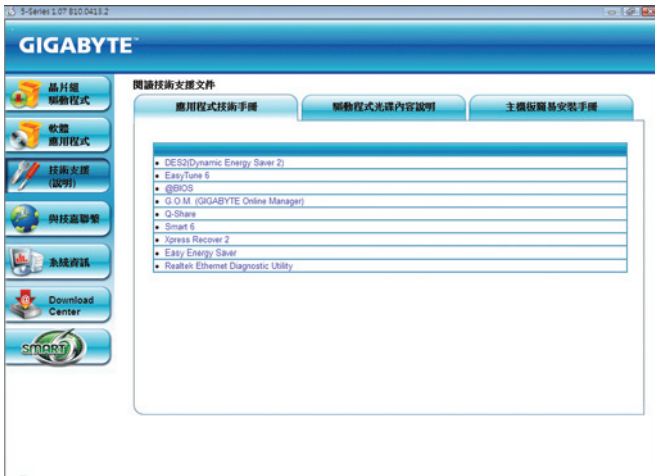 5-Series 1.07 B10.0413.2
GIGABYTE™
晶片組
驅動程式
軟體
應用程式
技術支援
(說明)
與技嘉聯繫
系統資訊
Download
Center
SMART 6
閱讀技術支援文件
應用程式技術手冊
驅動程式光碟內容說明
主機板簡易安裝手冊
• DES2(Dynamic Energy Saver 2)
• EasyTune 6
• @BIOS
• G.O.M. (GIGABYTE Online Manager)
• Q-Share
• Smart 6
• Xpress Recover 2
• Easy Energy Saver
• Realtek Ethernet Diagnostic Utility